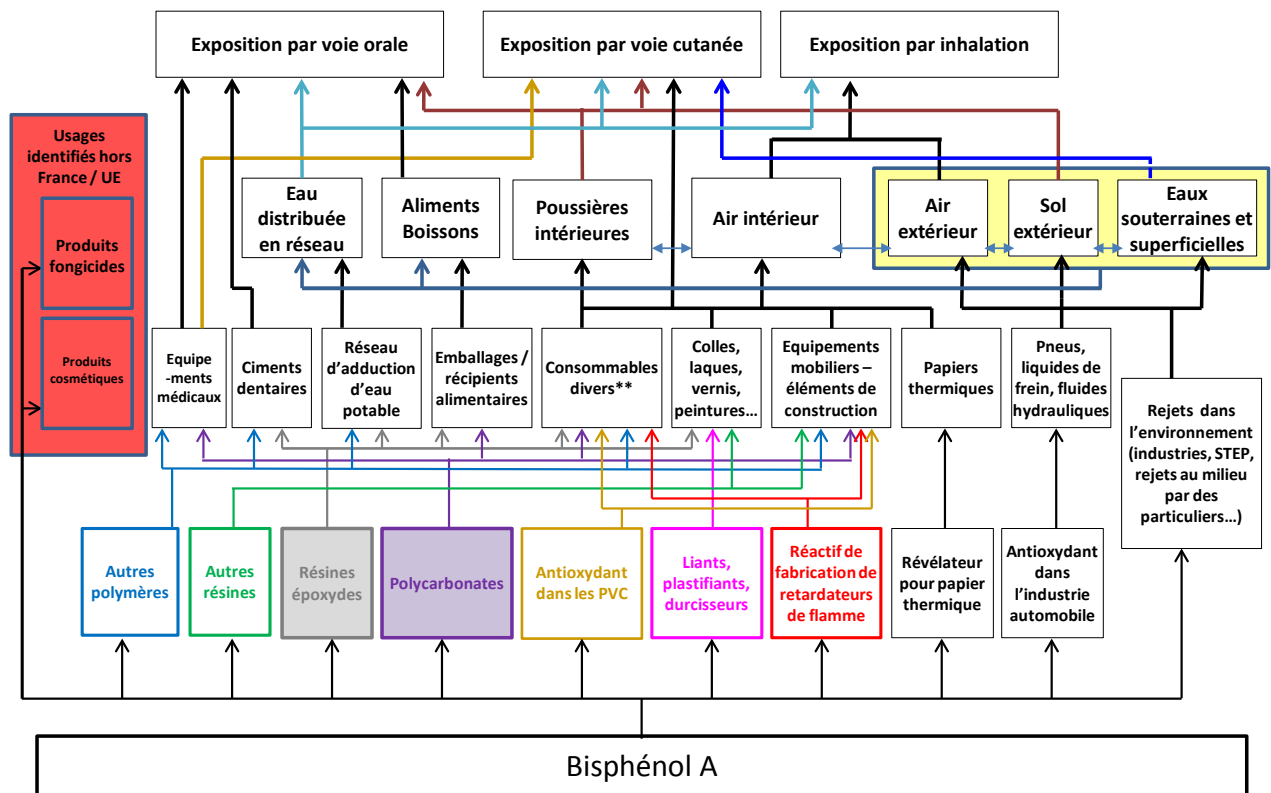 Exposition par voie orale
Exposition par voie cutanée
Exposition par inhalation
Usages
identifiés hors
France / UE
Produits
fongicides
Produits
cosmétiques
Eau
distribuée
en réseau
Aliments
Boissons
Poussières
intérieures
Air intérieur
Air
extérieur
Sol
extérieur
Eaux
souterraines et
superficielles
Equipe
-ments
médicaux
Ciments
dentaires
Réseau
d’adduction
d’eau
potable
Emballages /
récipients
alimentaires
Consommables
divers**
Colles,
laques,
vernis,
peintures…
Equipements
mobiliers –
éléments de
construction
Papiers
thermiques
Pneus,
liquides de
frein, fluides
hydrauliques
Rejets dans
l’environnement
(industries, STEP,
rejets au milieu
par des
particuliers…)
Autres
polymères
Autres
résines
Résines
époxydes
Polycarbonates
Antioxydant
dans les PVC
Liants,
plastifiants,
durcisseurs
Réactif de
fabrication de
retardateurs
de flamme
Révélateur
pour papier
thermique
Antioxydant
dans
l’industrie
automobile
Bisphénol A